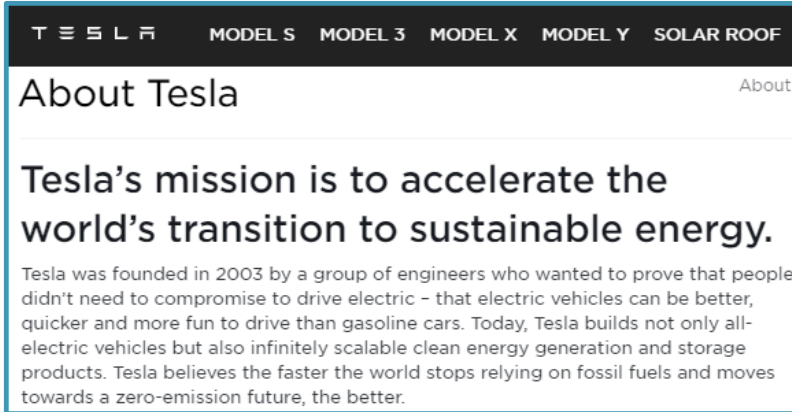 TESLA MODEL S MODEL 3 MODEL X MODEL Y SOLAR ROOF
About Tesla About
Tesla's mission is to accelerate the
world's transition to sustainable energy.
Tesla was founded in 2003 by a group of engineers who wanted to prove that people
didn't need to compromise to drive electric – that electric vehicles can be better,
quicker and more fun to drive than gasoline cars. Today, Tesla builds not only all-
electric vehicles but also infinitely scalable clean energy generation and storage
products. Tesla believes the faster the world stops relying on fossil fuels and moves
towards a zero-emission future, the better.